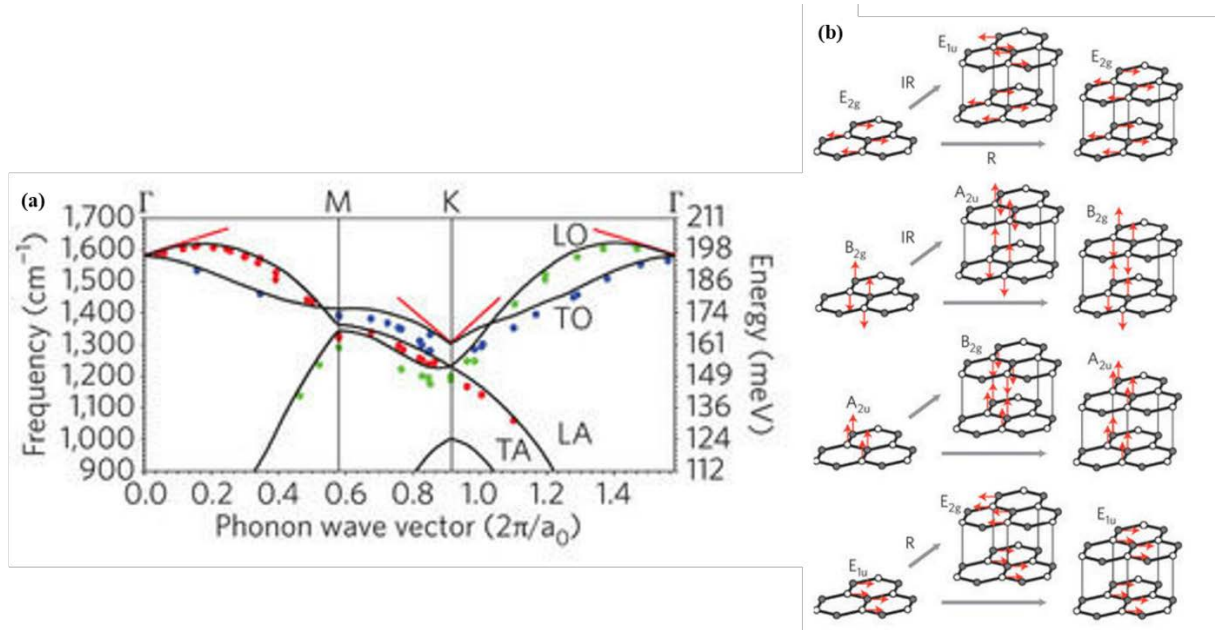 (a)
Γ M K Γ
1,700
1,600
1,500
1,400
1,300
1,200
1,100
1,000
900
Frequency (cm⁻¹)
211
198
186
174
161
149
136
124
112
Energy (meV)
LO
TO
LA
TA
0.0 0.2 0.4 0.6 0.8 1.0 1.2 1.4
Phonon wave vector (2π/a₀)
(b)
E₂g
IR
E₁u
R
E₂g
B₂g
IR
A₂u
B₂g
A₂u
B₂g
A₂u
E₁u
R
E₂g
E₁u